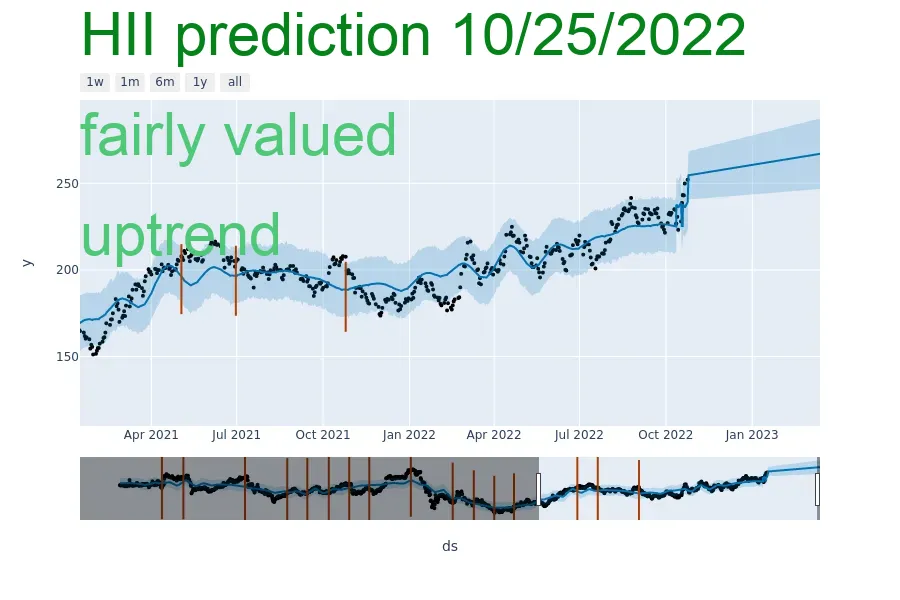 HII prediction 10/25/2022
1w 1m 6m 1y all
fairly valued
250
uptrend
y
200
150
Apr 2021 Jul 2021 Oct 2021 Jan 2022 Apr 2022 Jul 2022 Oct 2022 Jan 2023
ds